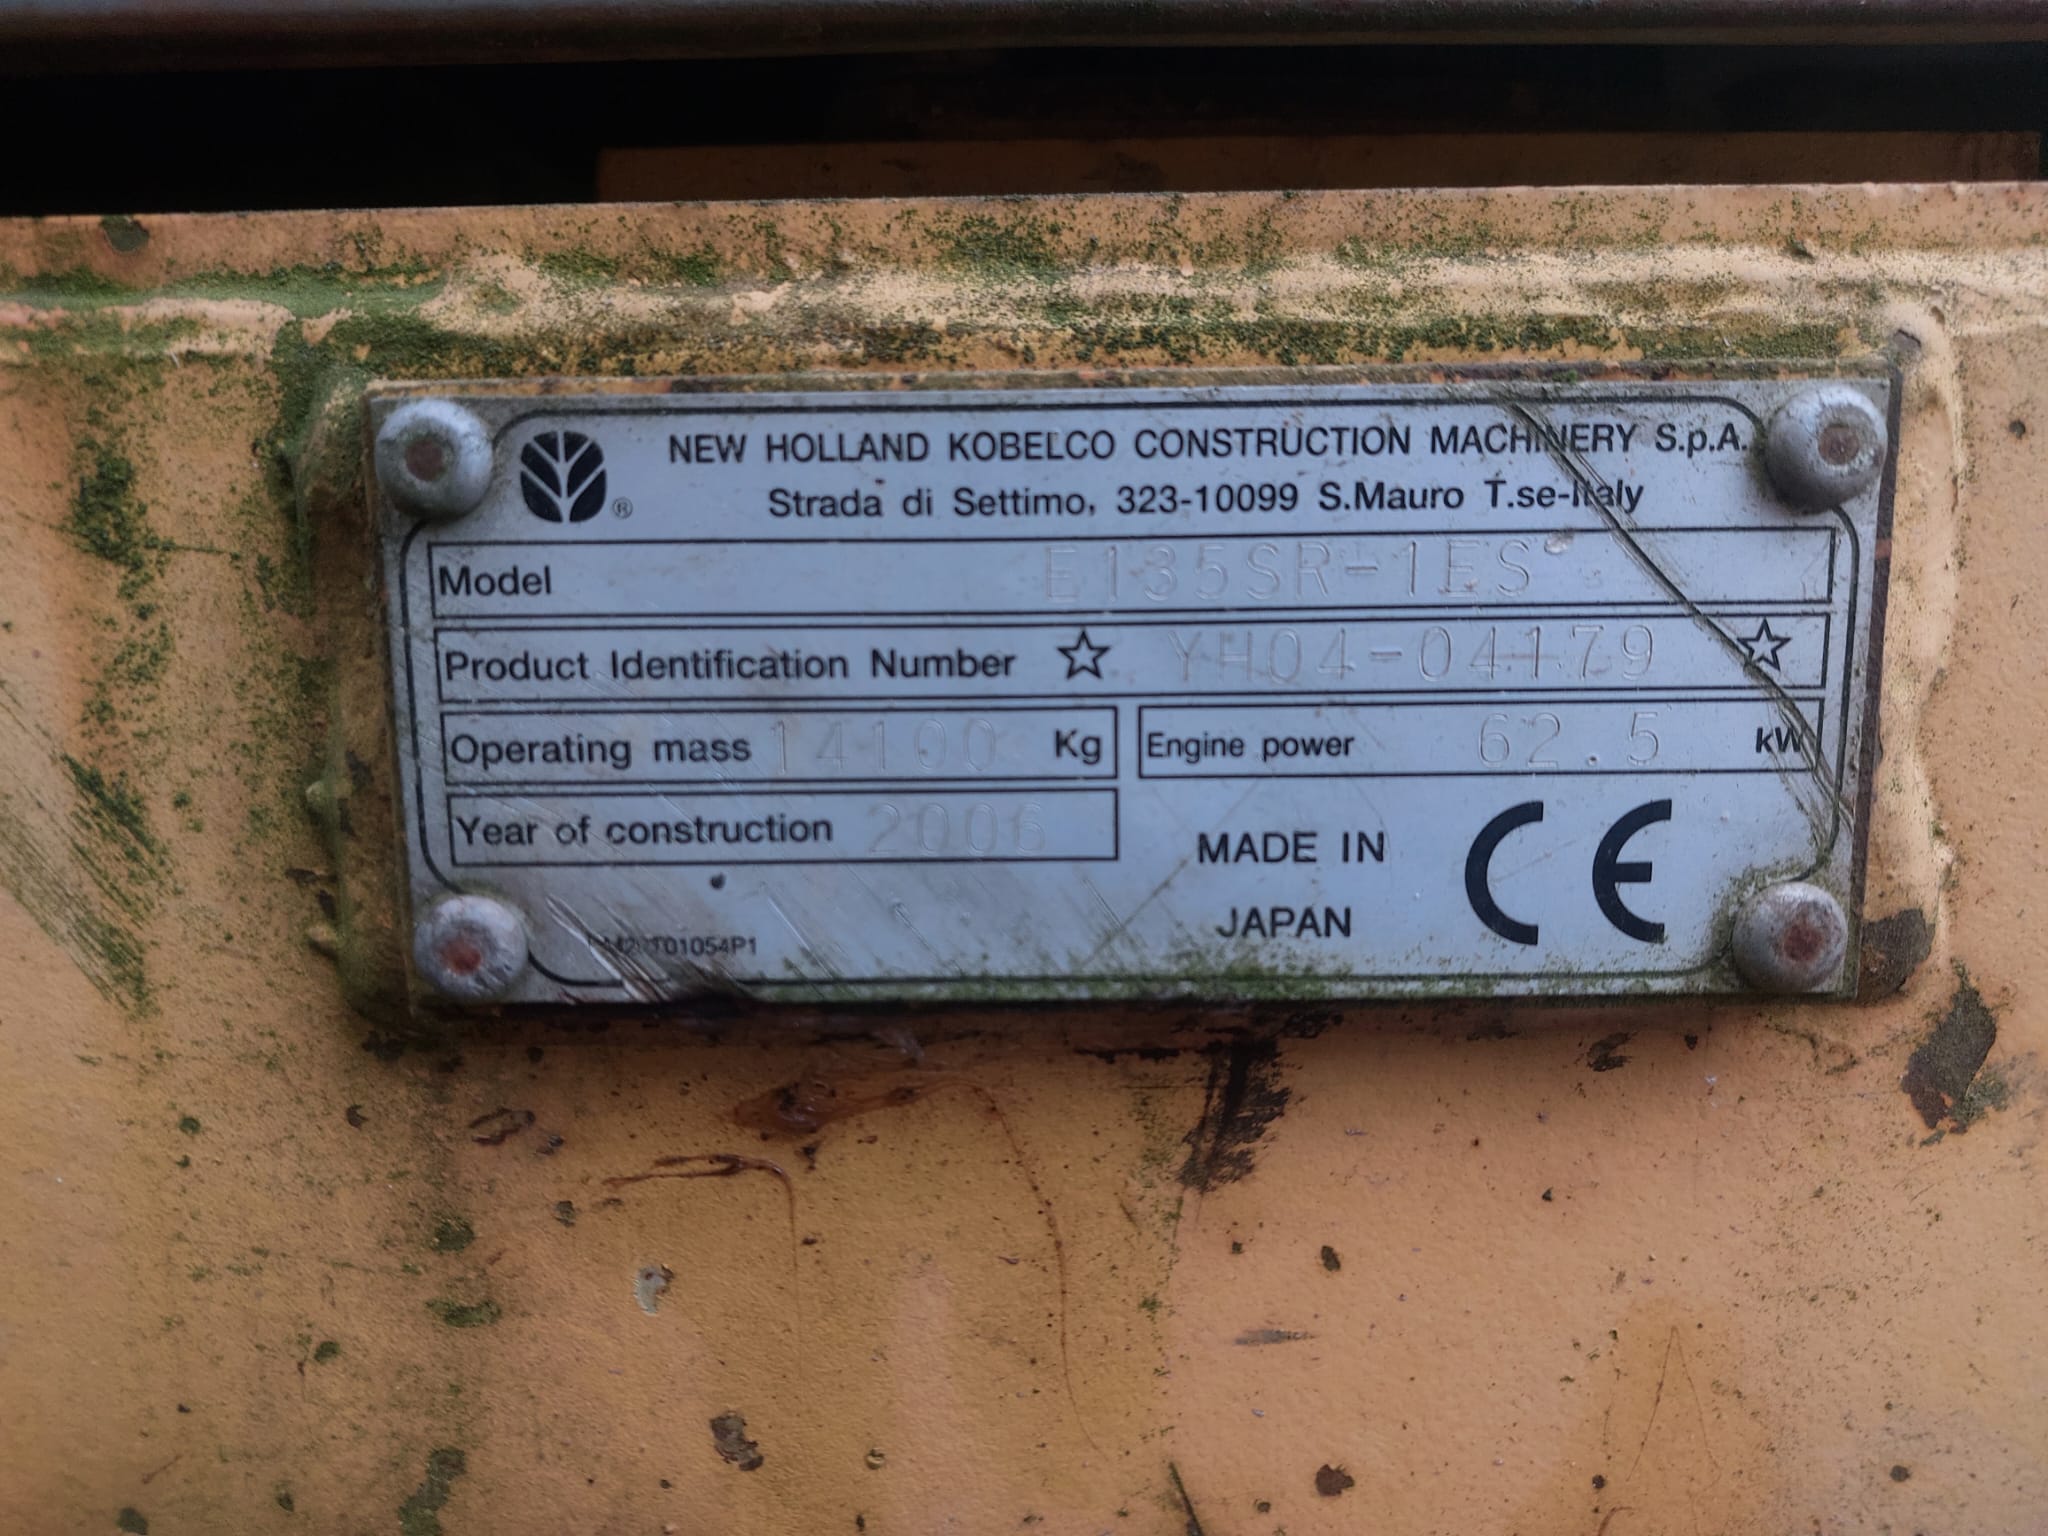 NEW HOLLAND KOBELCO CONSTRUCTION MACHINERY S.p.A.
®
Strada di Settimo, 323-10099 S.Mauro T.se-Italy
Model E135SR-1ES
Product Identification Number ☆ YH04-04179 ☆
Operating mass 14100 Kg Engine power 62.5 kW
Year of construction 2006
MADE IN
JAPAN
CE